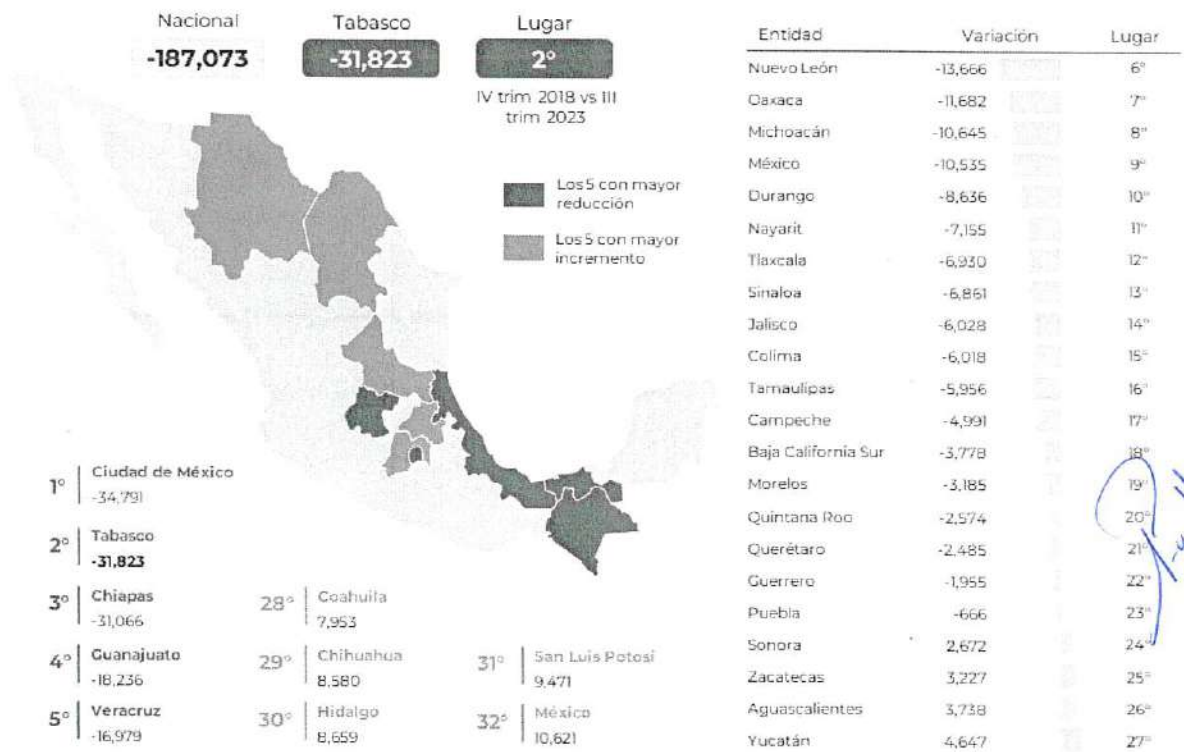 Nacional
-187,073
Tabasco
-31,823
Lugar
2°
IV trim 2018 vs III
trim 2023
Los 5 con mayor
reducción
Los 5 con mayor
incremento
1° Ciudad de México
-34,791
2° Tabasco
-31,823
3° Chiapas
-31,066
4° Guanajuato
-18,236
5° Veracruz
-16,979
28° Coahuila
7,953
29° Chihuahua
8,580
30° Hidalgo
8,659
31° San Luis Potosí
9,471
32° México
10,621
Entidad Variación Lugar
Nuevo León -13,666 6°
Oaxaca -11,682 7°
Michoacán -10,645 8°
México -10,535 9°
Durango -8,636 10°
Nayarit -7,155 11°
Tlaxcala -6,930 12°
Sinaloa -6,861 13°
Jalisco -6,028 14°
Colima -6,018 15°
Tamaulipas -5,956 16°
Campeche -4,991 17°
Baja California Sur -3,778 18°
Morelos -3,185 19°
Quintana Roo -2,574 20°
Querétaro -2,485 21°
Guerrero -1,955 22°
Puebla -666 23°
Sonora 2,672 24°
Zacatecas 3,227 25°
Aguascalientes 3,738 26°
Yucatán 4,647 27°